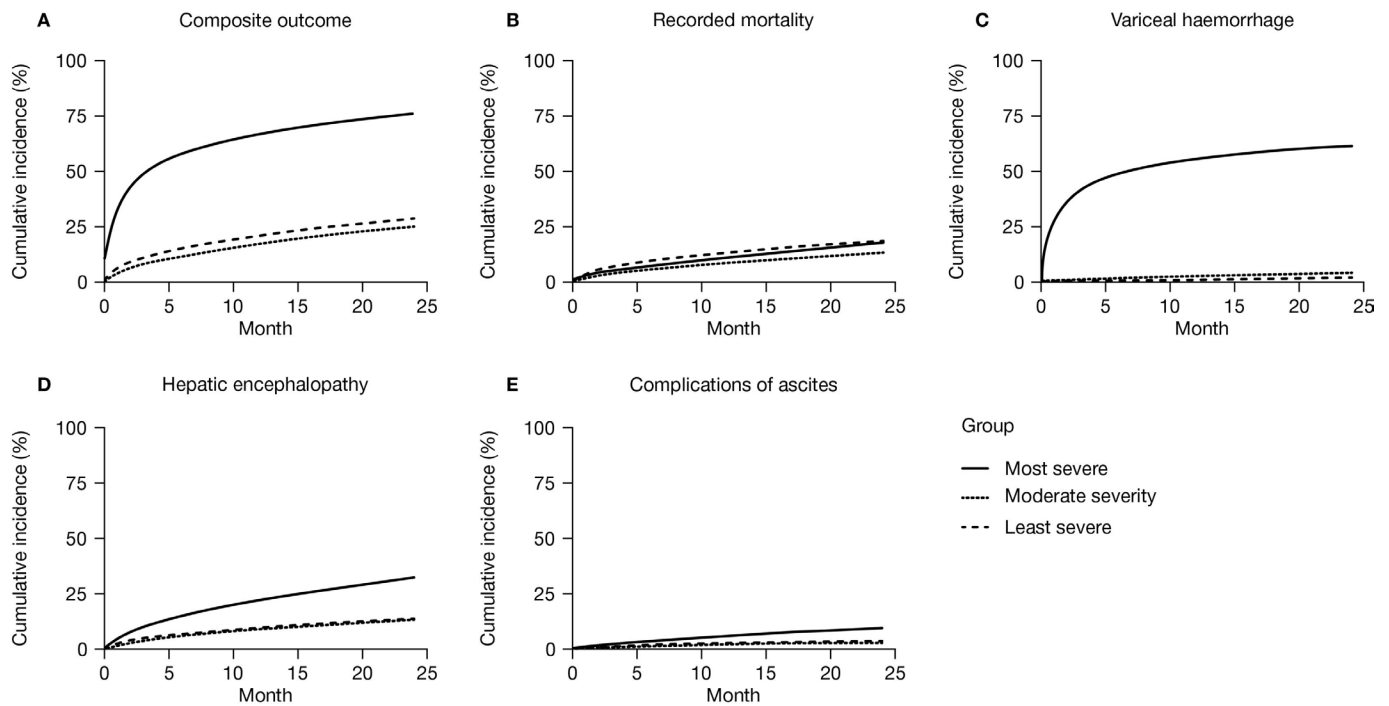 A Composite outcome
Cumulative incidence (%)
100
75
50
25
0
0 5 10 15 20 25
Month
B Recorded mortality
Cumulative incidence (%)
100
75
50
25
0
0 5 10 15 20 25
Month
C Variceal haemorrhage
Cumulative incidence (%)
100
75
50
25
0
0 5 10 15 20 25
Month
D Hepatic encephalopathy
Cumulative incidence (%)
100
75
50
25
0
0 5 10 15 20 25
Month
E Complications of ascites
Cumulative incidence (%)
100
75
50
25
0
0 5 10 15 20 25
Month
Group
Most severe
Moderate severity
Least severe